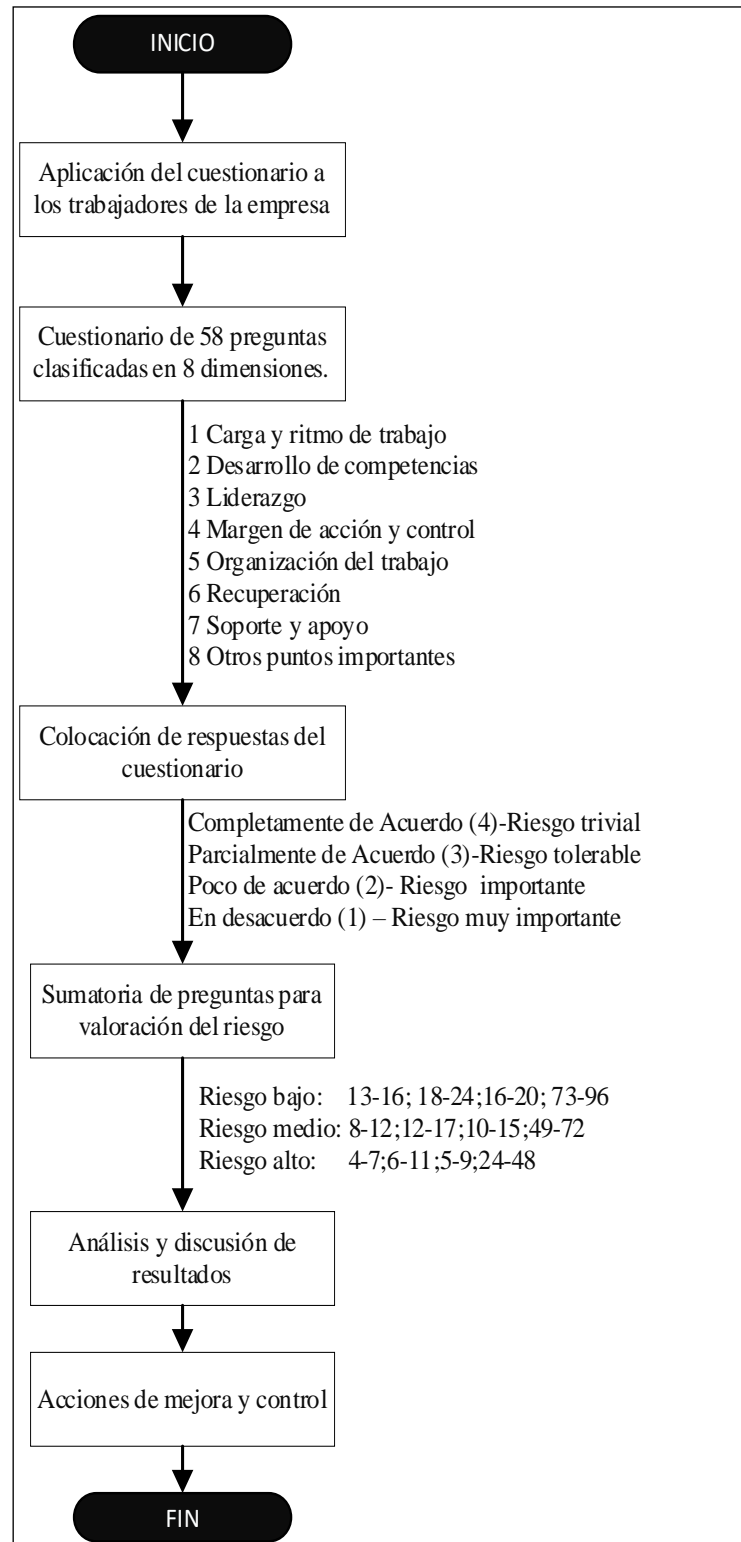 INICIO
Aplicación del cuestionario a
los trabajadores de la empresa
Cuestionario de 58 preguntas
clasificadas en 8 dimensiones.
1 Carga y ritmo de trabajo
2 Desarrollo de competencias
3 Liderazgo
4 Margen de acción y control
5 Organización del trabajo
6 Recuperación
7 Soporte y apoyo
8 Otros puntos importantes
Colocación de respuestas del
cuestionario
Completamente de Acuerdo (4)-Riesgo trivial
Parcialmente de Acuerdo (3)-Riesgo tolerable
Poco de acuerdo (2)- Riesgo importante
En desacuerdo (1) – Riesgo muy importante
Sumatoria de preguntas para
valoración del riesgo
Riesgo bajo: 13-16; 18-24;16-20; 73-96
Riesgo medio: 8-12;12-17;10-15;49-72
Riesgo alto: 4-7;6-11;5-9;24-48
Análisis y discusión de
resultados
Acciones de mejora y control
FIN